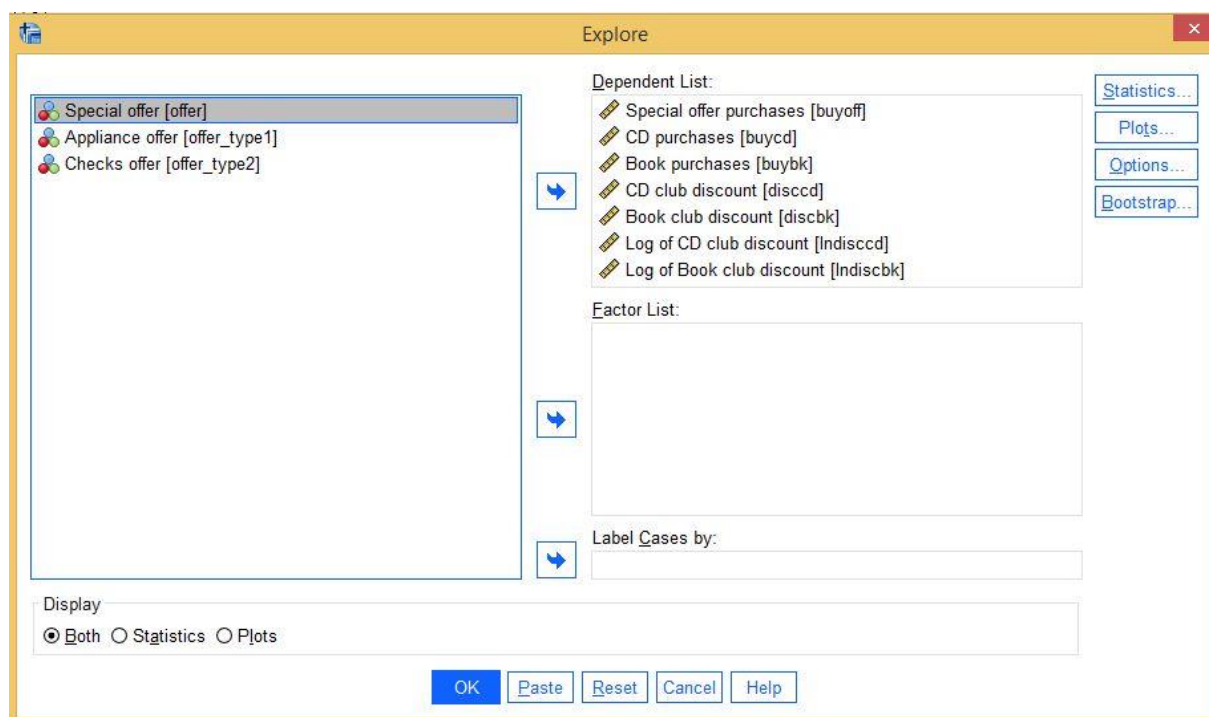 Explore
Special offer [offer]
Appliance offer [offer_type1]
Checks offer [offer_type2]
Dependent List:
Special offer purchases [buyoff]
CD purchases [buycd]
Book purchases [buybk]
CD club discount [disccd]
Book club discount [discbk]
Log of CD club discount [lndisccd]
Log of Book club discount [lndiscbk]
Factor List:
Label Cases by:
Statistics...
Plots...
Options...
Bootstrap...
Display
Both Statistics Plots
OK Paste Reset Cancel Help